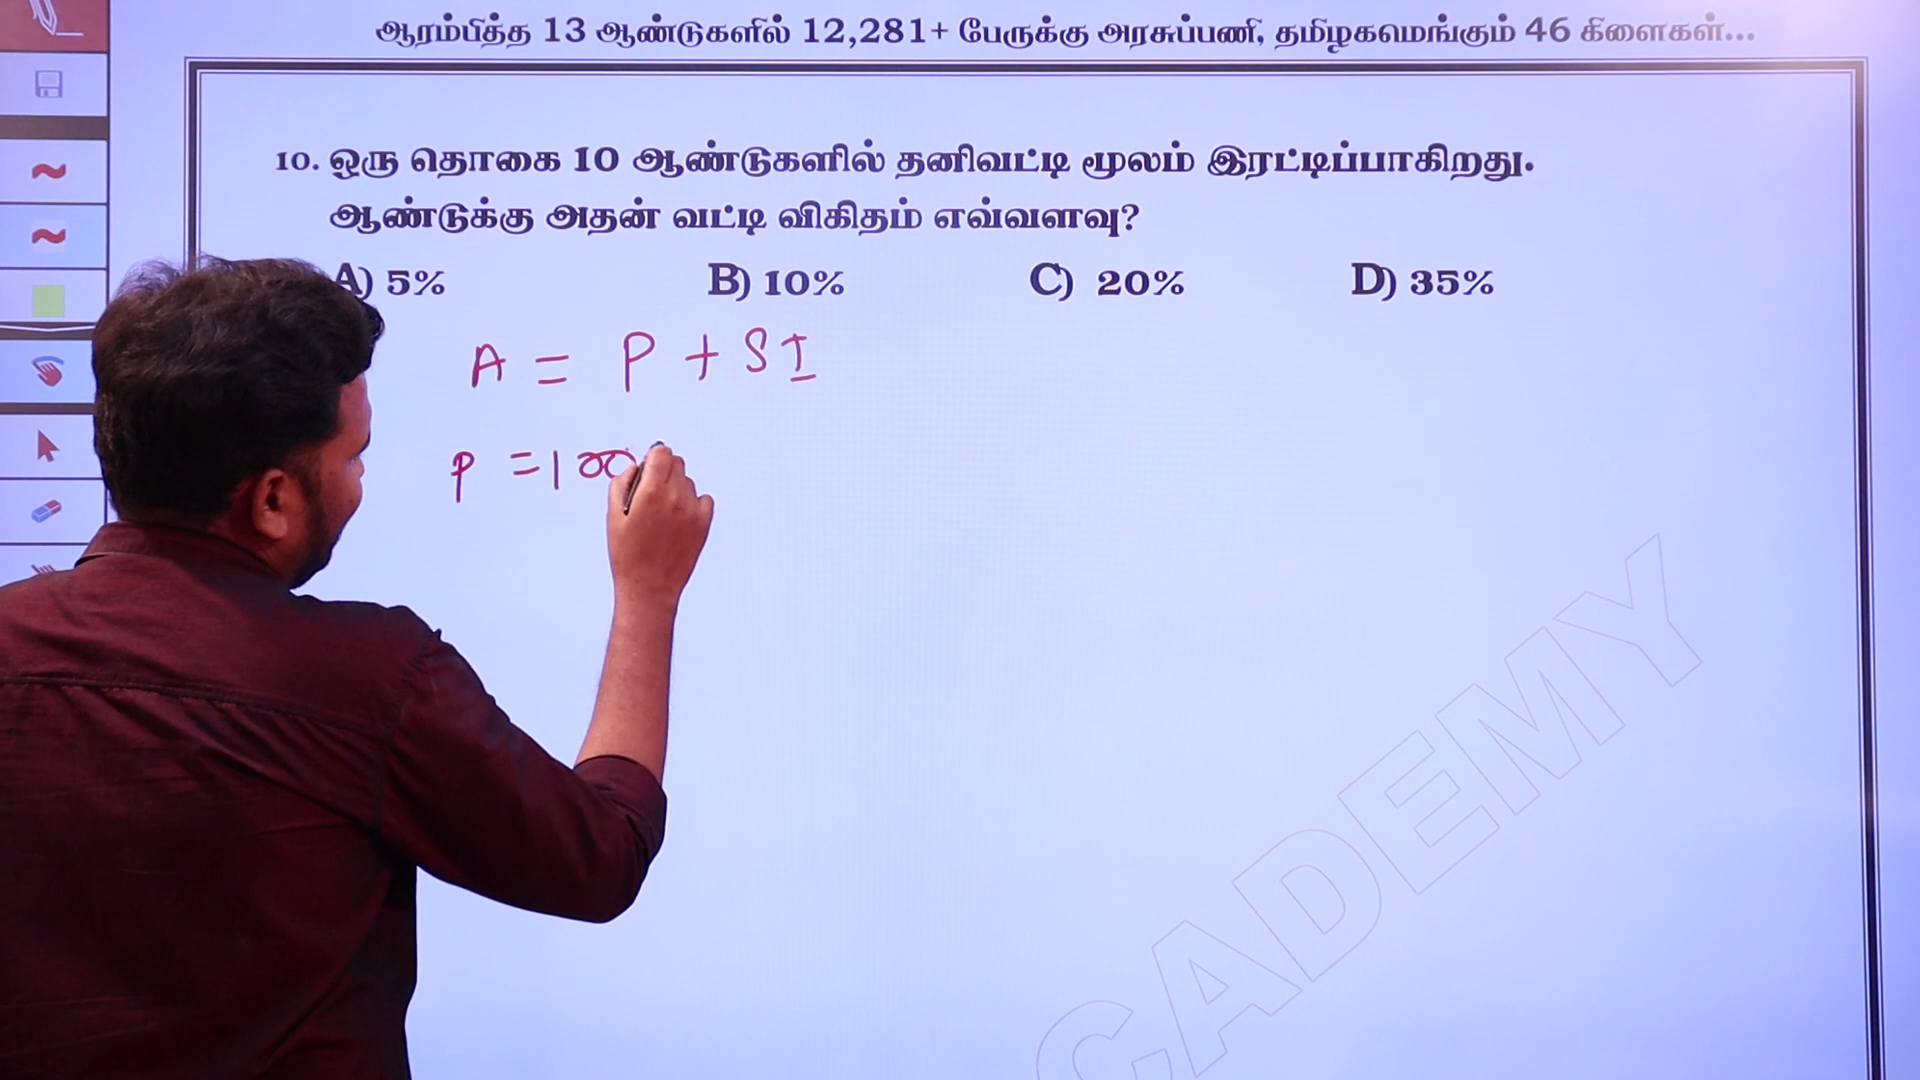 ஆரம்பித்த 13 ஆண்டுகளில் 12,281+ பேருக்கு அரசுப்பணி, தமிழகமெங்கும் 46 கிளைகள்...
10. ஒரு தொகை 10 ஆண்டுகளில் தனிவட்டி மூலம் இரட்டிப்பாகிறது.
ஆண்டுக்கு அதன் வட்டி விகிதம் எவ்வளவு?
A) 5% B) 10% C) 20% D) 35%
A = P + SI
P = 100
CADEMY